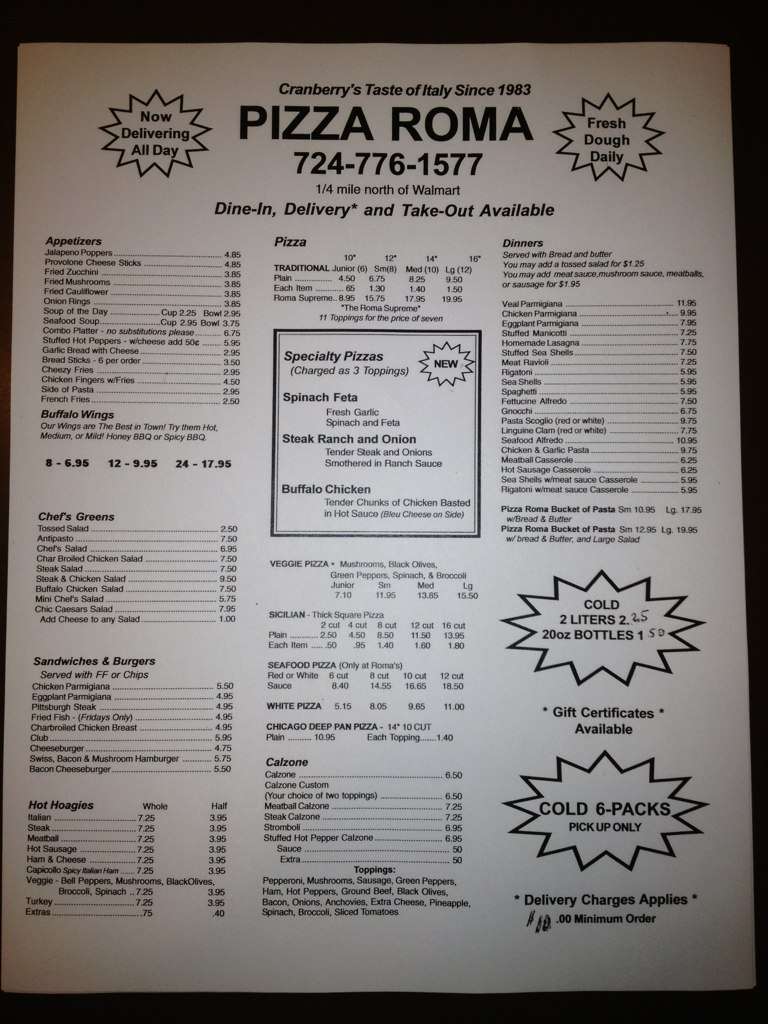 Cranberry's Taste of Italy Since 1983
Now
Delivering
All Day
PIZZA ROMA
Fresh
Dough
Daily
724-776-1577
1/4 mile north of Walmart
Dine-In, Delivery* and Take-Out Available
Appetizers
Jalapeno Poppers 4.85
Provolone Cheese Sticks 4.85
Fried Zucchini 3.85
Fried Mushrooms 3.85
Fried Cauliflower 3.85
Onion Rings 3.85
Soup of the Day Cup 2.25 Bowl 2.95
Seafood Soup Cup 2.95 Bowl 3.75
Combo Platter - no substitutions please 6.75
Stuffed Hot Peppers - w/cheese add 50¢ 5.95
Garlic Bread with Cheese 2.95
Bread Sticks - 6 per order 3.50
Cheezy Fries 2.95
Chicken Fingers w/Fries 4.50
Side of Pasta 2.95
French Fries 2.50
Buffalo Wings
Our Wings are The Best in Town! Try them Hot,
Medium, or Mild! Honey BBQ or Spicy BBQ.
8 - 6.95 12 - 9.95 24 - 17.95
Chef's Greens
Tossed Salad 2.50
Antipasto 7.50
Chef's Salad 6.95
Char Broiled Chicken Salad 7.50
Steak Salad 7.50
Steak & Chicken Salad 9.50
Buffalo Chicken Salad 7.50
Mini Chef's Salad 5.75
Chic Caesars Salad 7.95
Add Cheese to any Salad 1.00
Sandwiches & Burgers
Served with FF or Chips
Chicken Parmigiana 5.50
Eggplant Parmigiana 4.95
Pittsburgh Steak 4.95
Fried Fish - (Fridays Only) 4.95
Charbroiled Chicken Breast 4.95
Club 5.95
Cheeseburger 4.75
Swiss, Bacon & Mushroom Hamburger 5.75
Bacon Cheeseburger 5.50
Hot Hoagies Whole Half
Italian 7.25 3.95
Steak 7.25 3.95
Meatball 7.25 3.95
Hot Sausage 7.25 3.95
Ham & Cheese 7.25 3.95
Capicollo Spicy Italian Ham 7.25 3.95
Veggie - Bell Peppers, Mushrooms, BlackOlives,
Broccoli, Spinach 7.25 3.95
Turkey 7.25 3.95
Extras .75 .40
Pizza
10" 12" 14" 16"
TRADITIONAL Junior (6) Sm(8) Med (10) Lg (12)
Plain 4.50 6.75 8.25 9.50
Each Item 65 1.30 1.40 1.50
Roma Supreme 8.95 15.75 17.95 19.95
"The Roma Supreme"
11 Toppings for the price of seven
Specialty Pizzas
(Charged as 3 Toppings)
NEW
Spinach Feta
Fresh Garlic
Spinach and Feta
Steak Ranch and Onion
Tender Steak and Onions
Smothered in Ranch Sauce
Buffalo Chicken
Tender Chunks of Chicken Basted
in Hot Sauce (Bleu Cheese on Side)
VEGGIE PIZZA • Mushrooms, Black Olives,
Green Peppers, Spinach, & Broccoli
Junior Sm Med Lg
7.10 11.95 13.85 15.50
SICILIAN - Thick Square Pizza
2 cut 4 cut 8 cut 12 cut 16 cut
Plain 2.50 4.50 8.50 11.50 13.95
Each Item .50 .95 1.40 1.60 1.80
SEAFOOD PIZZA (Only at Roma's)
Red or White 6 cut 8 cut 10 cut 12 cut
Sauce 8.40 14.55 16.65 18.50
WHITE PIZZA 5.15 8.05 9.65 11.00
CHICAGO DEEP PAN PIZZA - 14" 10 CUT
Plain 10.95 Each Topping 1.40
Calzone
Calzone 6.50
Calzone Custom
(Your choice of two toppings) 6.50
Meatball Calzone 7.25
Steak Calzone 7.25
Stromboli 6.95
Stuffed Hot Pepper Calzone 6.95
Sauce 50
Extra 50
Toppings:
Pepperoni, Mushrooms, Sausage, Green Peppers,
Ham, Hot Peppers, Ground Beef, Black Olives,
Bacon, Onions, Anchovies, Extra Cheese, Pineapple,
Spinach, Broccoli, Sliced Tomatoes
Dinners
Served with Bread and butter
You may add a tossed salad for $1.25
You may add meat sauce,mushroom sauce, meatballs,
or sausage for $1.95
Veal Parmigiana 11.95
Chicken Parmigiana 9.95
Eggplant Parmigiana 7.95
Stuffed Manicotti 7.25
Homemade Lasagna 7.75
Stuffed Sea Shells 7.50
Meat Ravioli 7.25
Rigatoni 5.95
Sea Shells 5.95
Spaghetti 5.95
Fettucine Alfredo 7.50
Gnocchi 6.75
Pasta Scoglio (red or white) 9.75
Linguine Clam (red or white) 7.75
Seafood Alfredo 10.95
Chicken & Garlic Pasta 9.75
Meatball Casserole 6.25
Hot Sausage Casserole 6.25
Sea Shells w/meat sauce Casserole 5.95
Rigatoni w/meat sauce Casserole 5.95
Pizza Roma Bucket of Pasta Sm 10.95 Lg. 17.95
w/Bread & Butter
Pizza Roma Bucket of Pasta Sm 12.95 Lg. 19.95
w/ bread & Butter, and Large Salad
COLD
2 LITERS 2.25
20oz BOTTLES 1 50
* Gift Certificates *
Available
COLD 6-PACKS
PICK UP ONLY
* Delivery Charges Applies *
$10 .00 Minimum Order